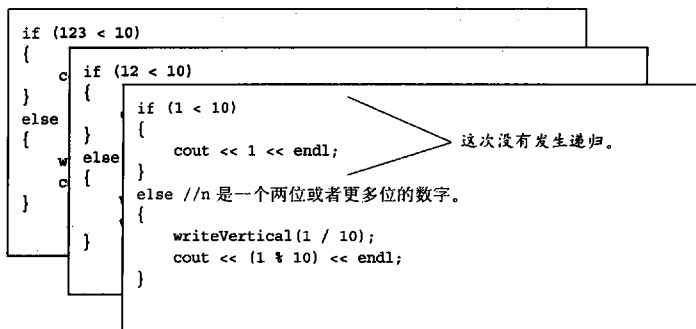 if (123 < 10)
{
c
}
else
{
w
c
}
if (12 < 10)
{
}
else
{
}
if (1 < 10)
{
cout << 1 << endl;
}
else //n 是一个两位或者更多位的数字。
{
writeVertical(1 / 10);
cout << (1 % 10) << endl;
}
这次没有发生递归。